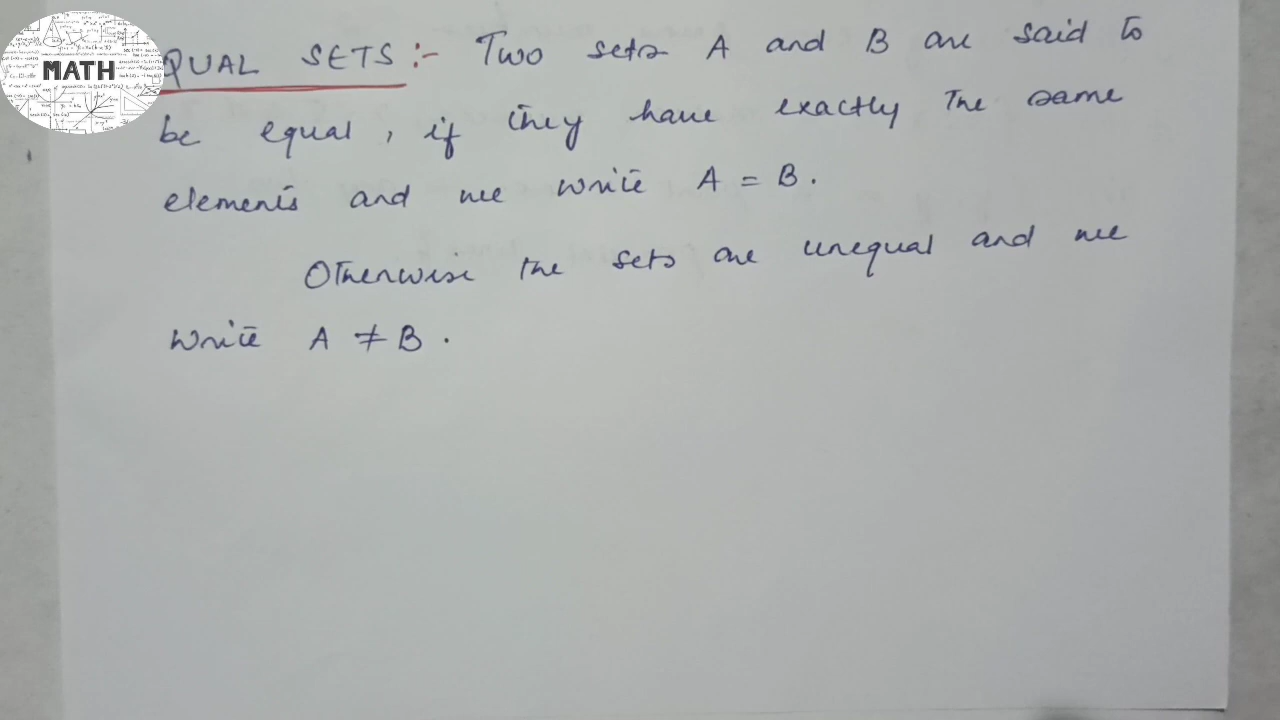 MATH
QUAL SETS :- Two sets A and B are said to
be equal, if they have exactly the same
elements and we write A = B.
Otherwise the sets are unequal and we
write A ≠ B.